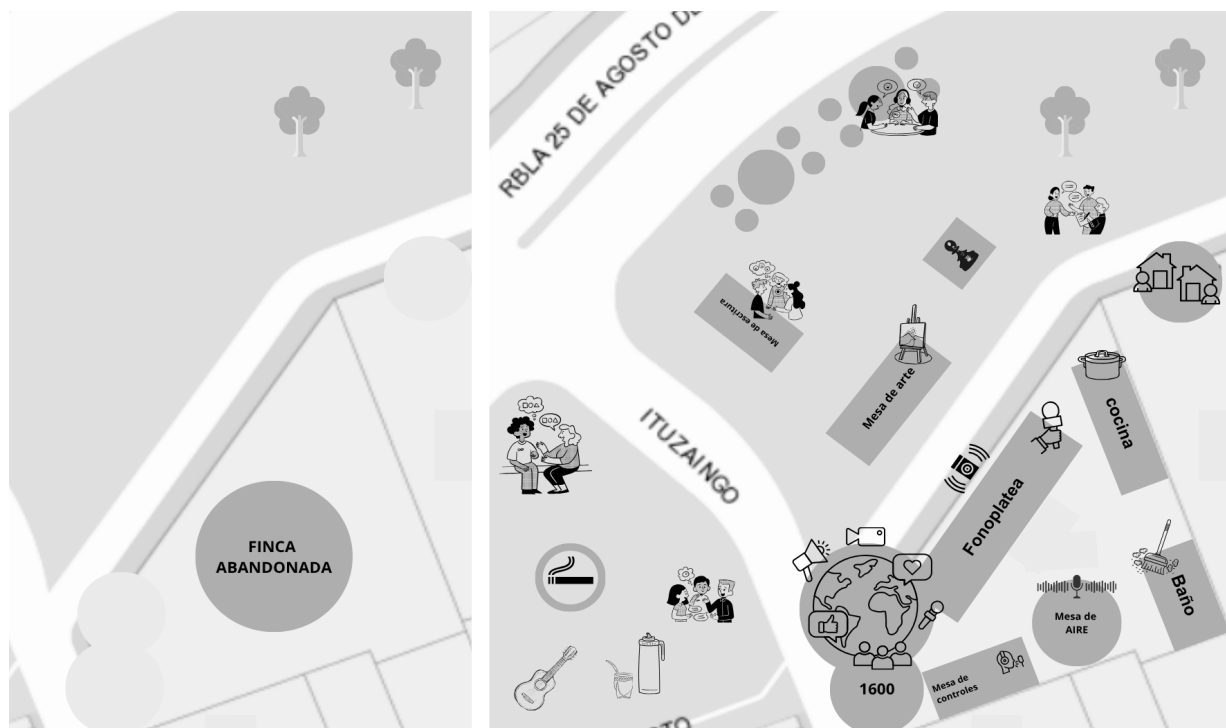 FINCA
ABANDONADA
RBLA 25 DE AGOSTO DE
Mesa de escritura
Mesa de arte
ITUZAINGO
cocina
Fonoplatea
Baño
Mesa de
AIRE
1600
Mesa de
controles